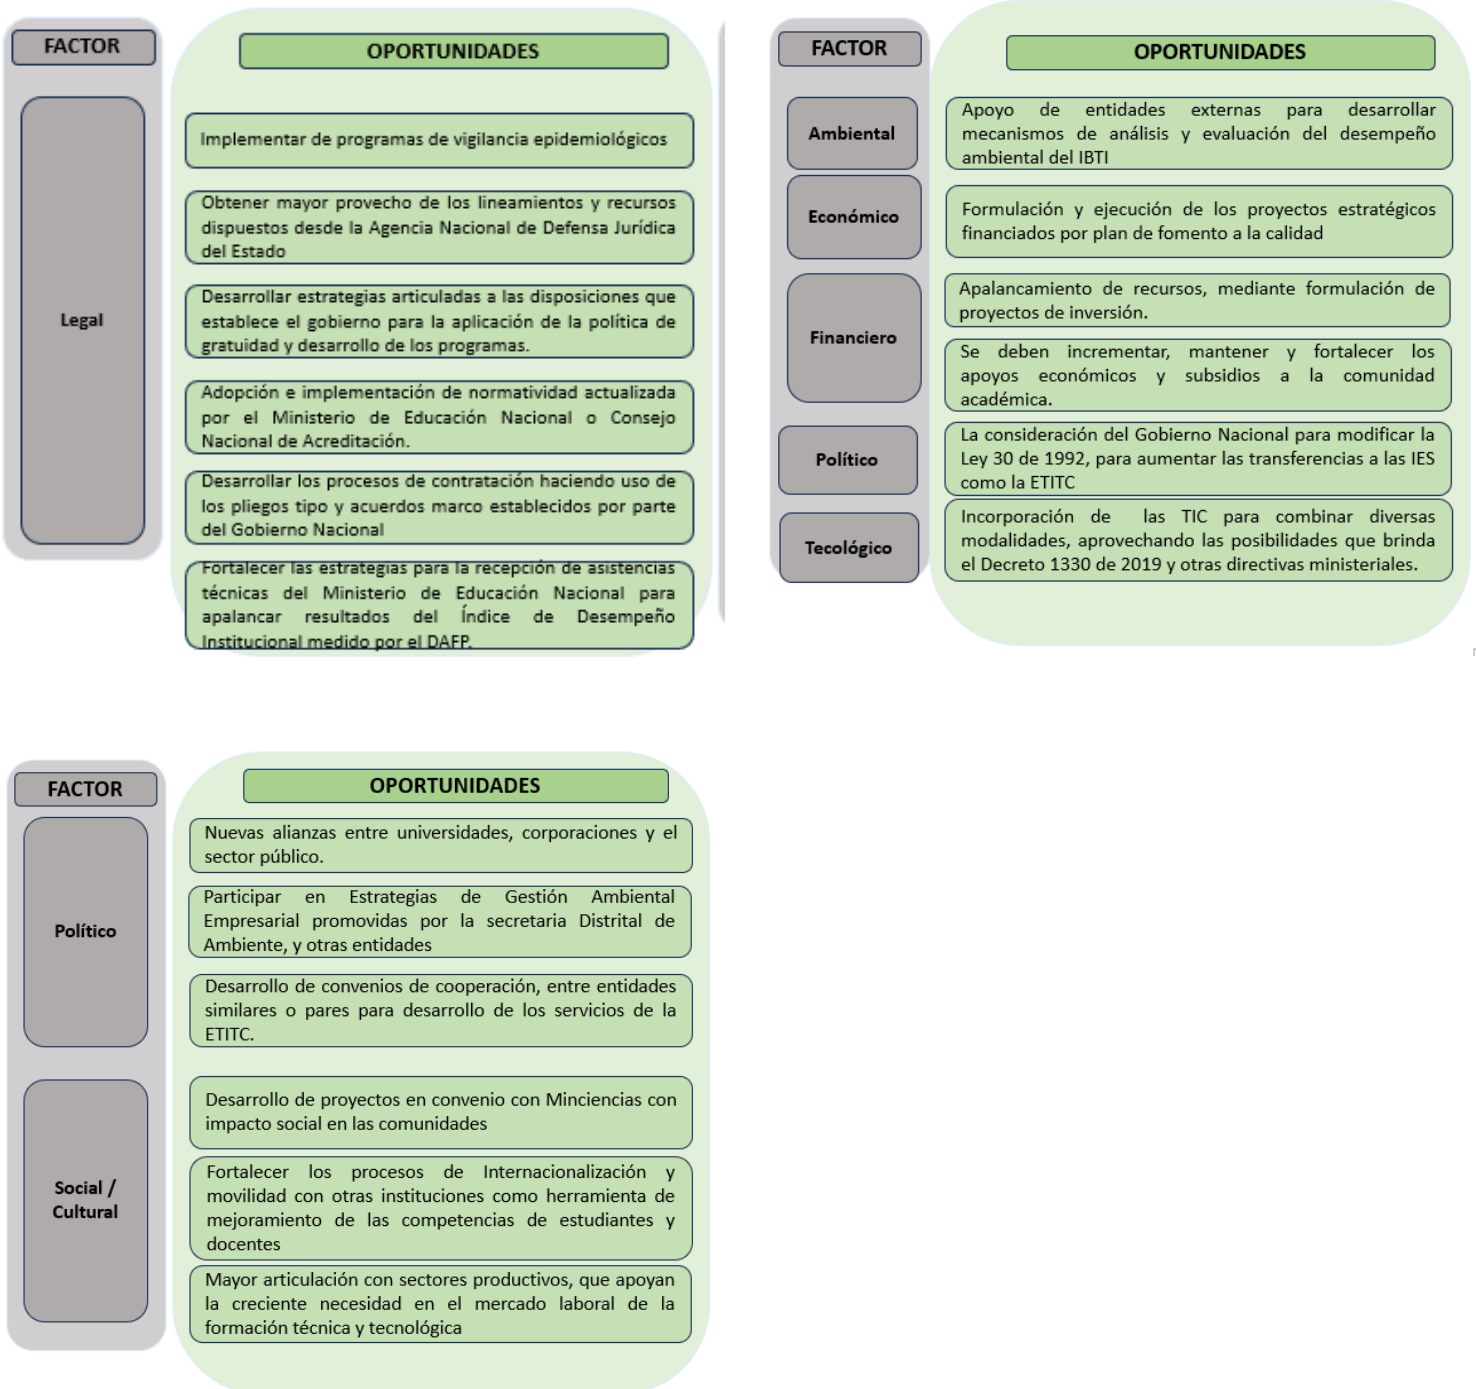 FACTOR
OPORTUNIDADES
Legal
Implementar de programas de vigilancia epidemiológicos
Obtener mayor provecho de los lineamientos y recursos
dispuestos desde la Agencia Nacional de Defensa Jurídica
del Estado
Desarrollar estrategias articuladas a las disposiciones que
establece el gobierno para la aplicación de la política de
gratuidad y desarrollo de los programas.
Adopción e implementación de normatividad actualizada
por el Ministerio de Educación Nacional o Consejo
Nacional de Acreditación.
Desarrollar los procesos de contratación haciendo uso de
los pliegos tipo y acuerdos marco establecidos por parte
del Gobierno Nacional
Fortalecer las estrategias para la recepción de asistencias
técnicas del Ministerio de Educación Nacional para
apalancar resultados del Índice de Desempeño
Institucional medido por el DAFP.
FACTOR
OPORTUNIDADES
Ambiental
Apoyo de entidades externas para desarrollar
mecanismos de análisis y evaluación del desempeño
ambiental del IBTI
Económico
Formulación y ejecución de los proyectos estratégicos
financiados por plan de fomento a la calidad
Financiero
Apalancamiento de recursos, mediante formulación de
proyectos de inversión.
Se deben incrementar, mantener y fortalecer los
apoyos económicos y subsidios a la comunidad
académica.
Político
La consideración del Gobierno Nacional para modificar la
Ley 30 de 1992, para aumentar las transferencias a las IES
como la ETITC
Tecológico
Incorporación de las TIC para combinar diversas
modalidades, aprovechando las posibilidades que brinda
el Decreto 1330 de 2019 y otras directivas ministeriales.
FACTOR
OPORTUNIDADES
Político
Nuevas alianzas entre universidades, corporaciones y el
sector público.
Participar en Estrategias de Gestión Ambiental
Empresarial promovidas por la secretaria Distrital de
Ambiente, y otras entidades
Desarrollo de convenios de cooperación, entre entidades
similares o pares para desarrollo de los servicios de la
ETITC.
Social /
Cultural
Desarrollo de proyectos en convenio con Minciencias con
impacto social en las comunidades
Fortalecer los procesos de Internacionalización y
movilidad con otras instituciones como herramienta de
mejoramiento de las competencias de estudiantes y
docentes
Mayor articulación con sectores productivos, que apoyan
la creciente necesidad en el mercado laboral de la
formación técnica y tecnológica